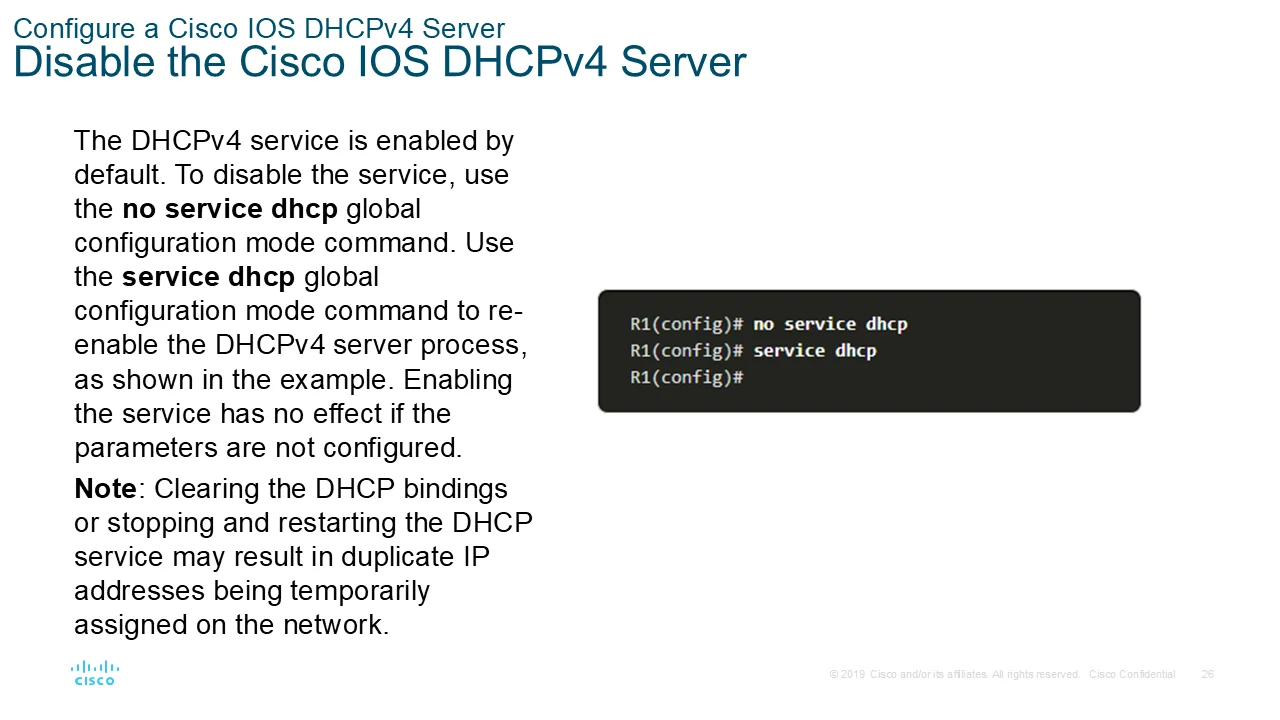 Configure a Cisco IOS DHCPv4 Server
Disable the Cisco IOS DHCPv4 Server
The DHCPv4 service is enabled by
default. To disable the service, use
the no service dhcp global
configuration mode command. Use
the service dhcp global
configuration mode command to re-
enable the DHCPv4 server process,
as shown in the example. Enabling
the service has no effect if the
parameters are not configured.
Note: Clearing the DHCP bindings
or stopping and restarting the DHCP
service may result in duplicate IP
addresses being temporarily
assigned on the network.
R1(config)# no service dhcp
R1(config)# service dhcp
R1(config)#
CISCO
© 2019 Cisco and/or its affiliates. All rights reserved. Cisco Confidential
26